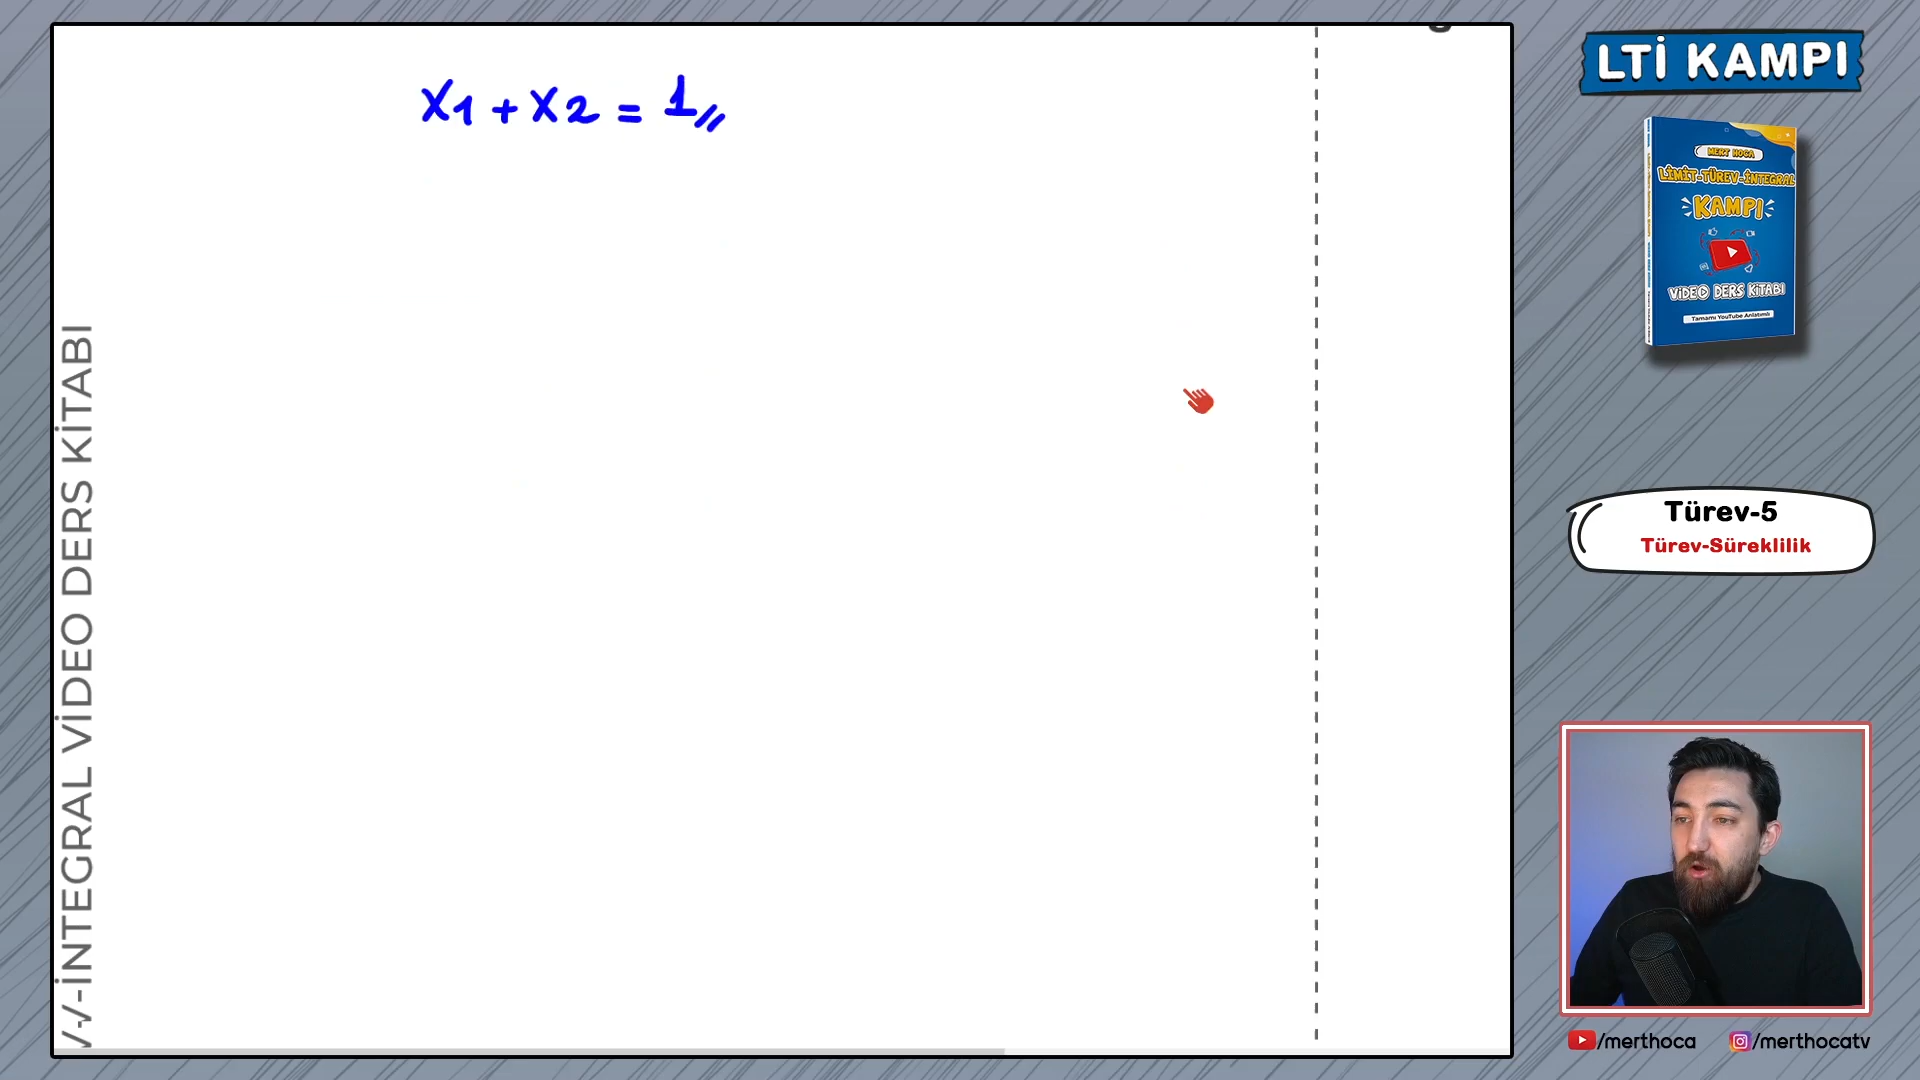 x1 + x2 = 1
V-İNTEGRAL VİDEO DERS KİTABI
LTİ KAMPI
MERT HOCA
LİMİT-TÜREV-İNTEGRAL
KAMPI
VİDEO DERS KİTABI
Tamamı YouTube Anlatımlı
Türev-5
Türev-Süreklilik
/merthoca
/merthocatv